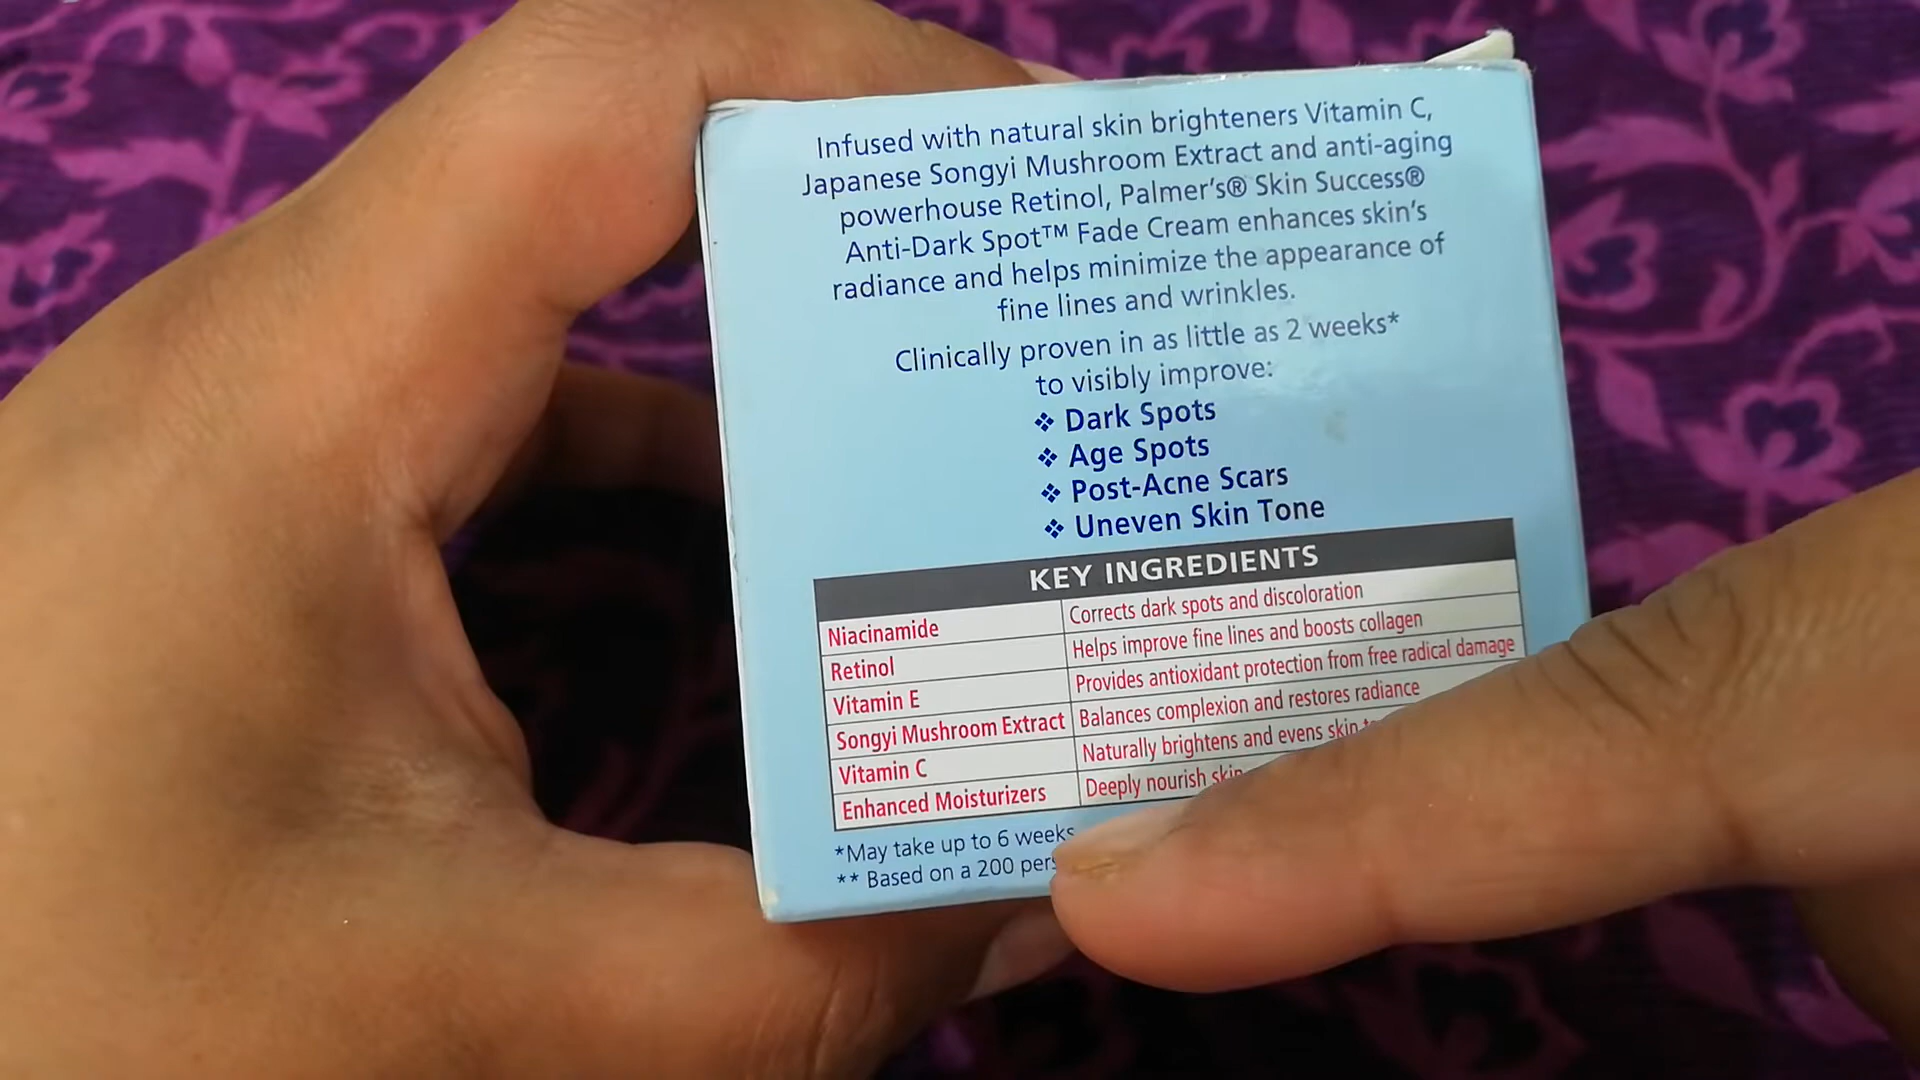 Infused with natural skin brighteners Vitamin C,
Japanese Songyi Mushroom Extract and anti-aging
powerhouse Retinol, Palmer's® Skin Success®
Anti-Dark Spot™ Fade Cream enhances skin's
radiance and helps minimize the appearance of
fine lines and wrinkles.
Clinically proven in as little as 2 weeks*
to visibly improve:
❖ Dark Spots
❖ Age Spots
❖ Post-Acne Scars
❖ Uneven Skin Tone
KEY INGREDIENTS
Niacinamide Corrects dark spots and discoloration
Retinol Helps improve fine lines and boosts collagen
Vitamin E Provides antioxidant protection from free radical damage
Songyi Mushroom Extract Balances complexion and restores radiance
Vitamin C Naturally brightens and evens skin
Enhanced Moisturizers Deeply nourish skin
*May take up to 6 weeks
** Based on a 200